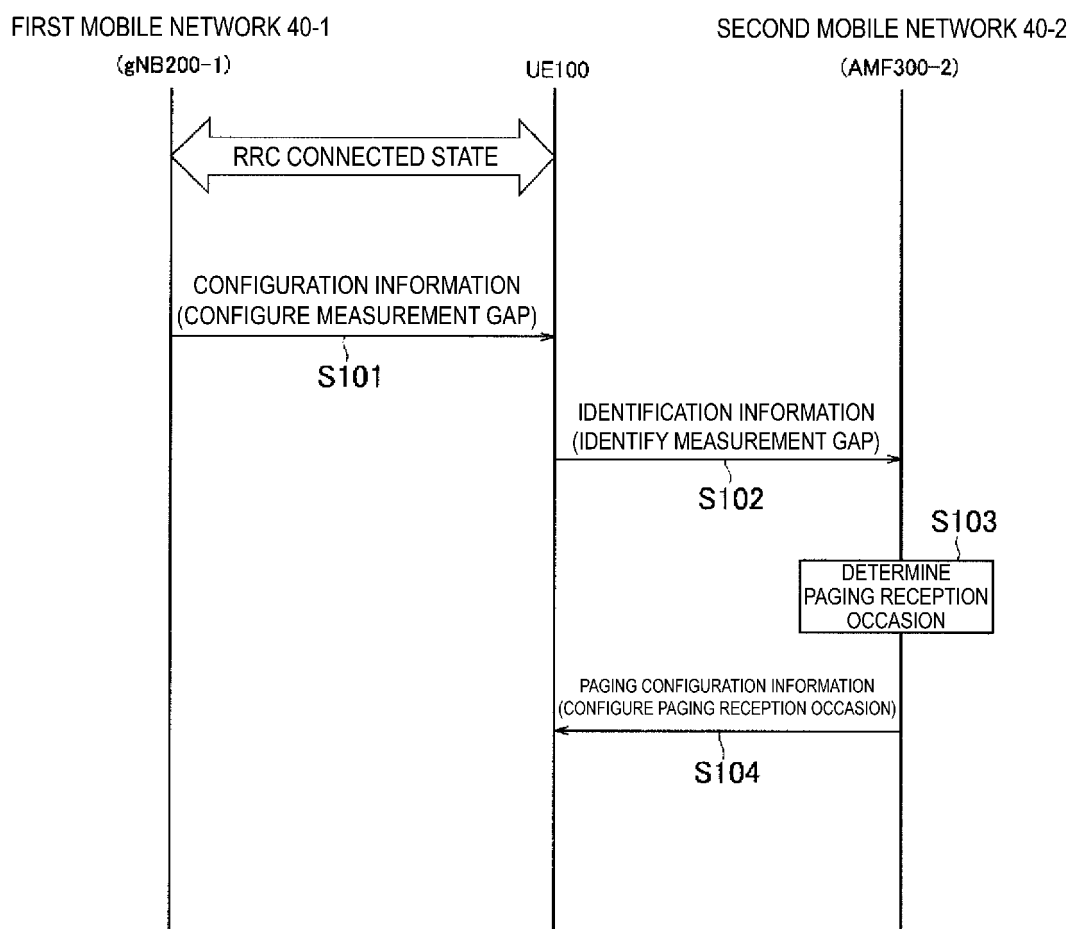 FIRST MOBILE NETWORK 40-1
(gNB200-1)
UE100
SECOND MOBILE NETWORK 40-2
(AMF300-2)
RRC CONNECTED STATE
CONFIGURATION INFORMATION
(CONFIGURE MEASUREMENT GAP)
S101
IDENTIFICATION INFORMATION
(IDENTIFY MEASUREMENT GAP)
S102
S103
DETERMINE
PAGING RECEPTION
OCCASION
PAGING CONFIGURATION INFORMATION
(CONFIGURE PAGING RECEPTION OCCASION)
S104